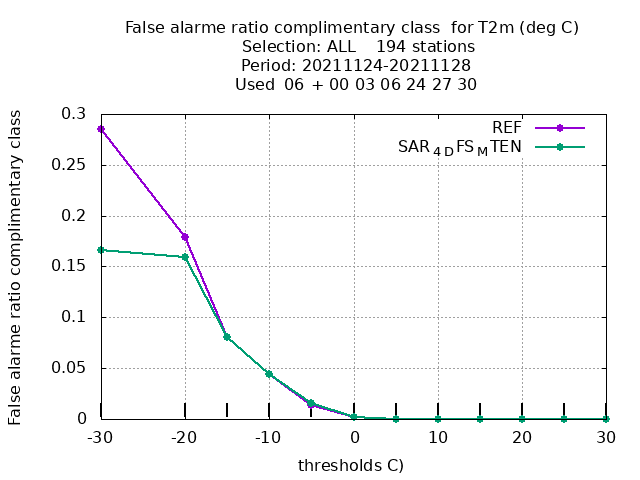 False alarme ratio complimentary class  for T2m (deg C)
Selection: ALL    194 stations
Period: 20211124-20211128
Used  06  + 00 03 06 24 27 30
False alarme ratio complimentary class
REF
SAR4DFSMTEN
0.3
0.25
0.2
0.15
0.1
0.05
0
-30 -20 -10 0 10 20 30
thresholds C)